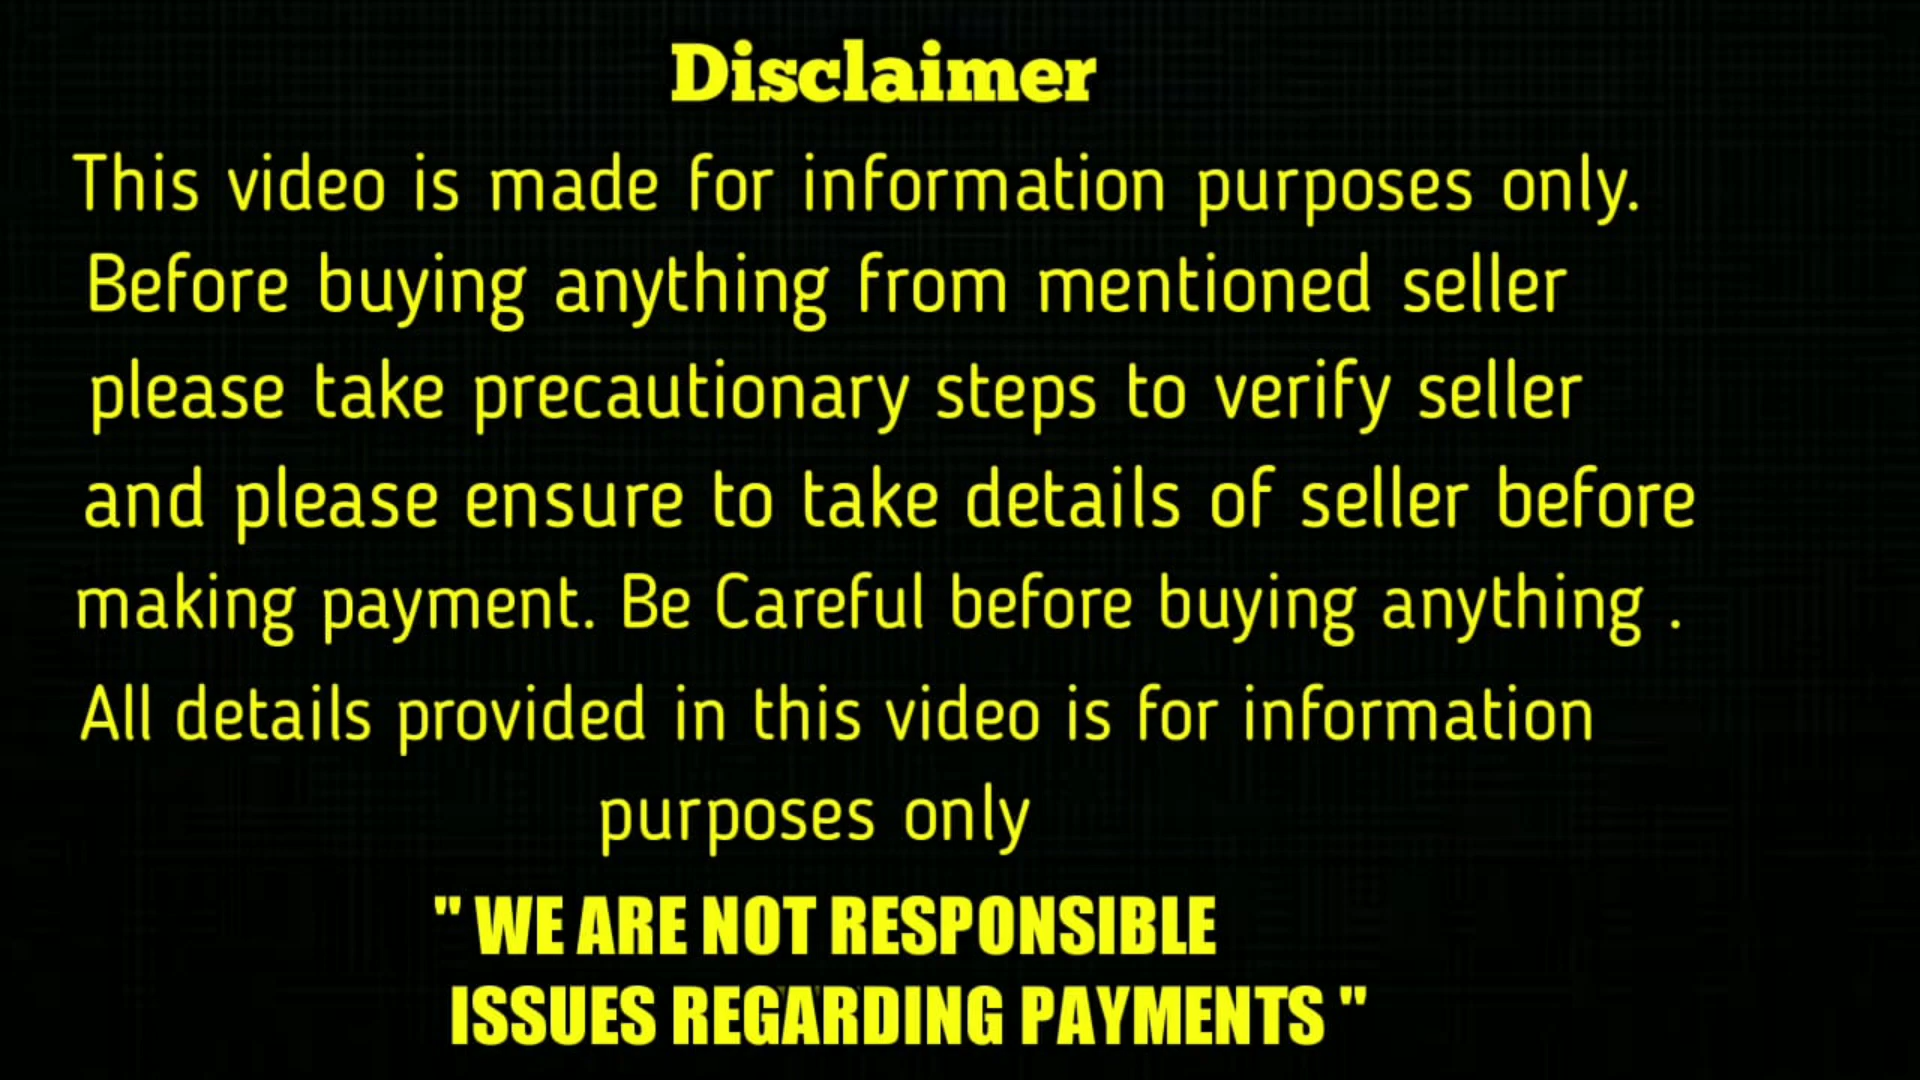 Disclaimer
This video is made for information purposes only.
Before buying anything from mentioned seller
please take precautionary steps to verify seller
and please ensure to take details of seller before
making payment. Be Careful before buying anything .
All details provided in this video is for information
purposes only
" WE ARE NOT RESPONSIBLE
ISSUES REGARDING PAYMENTS "